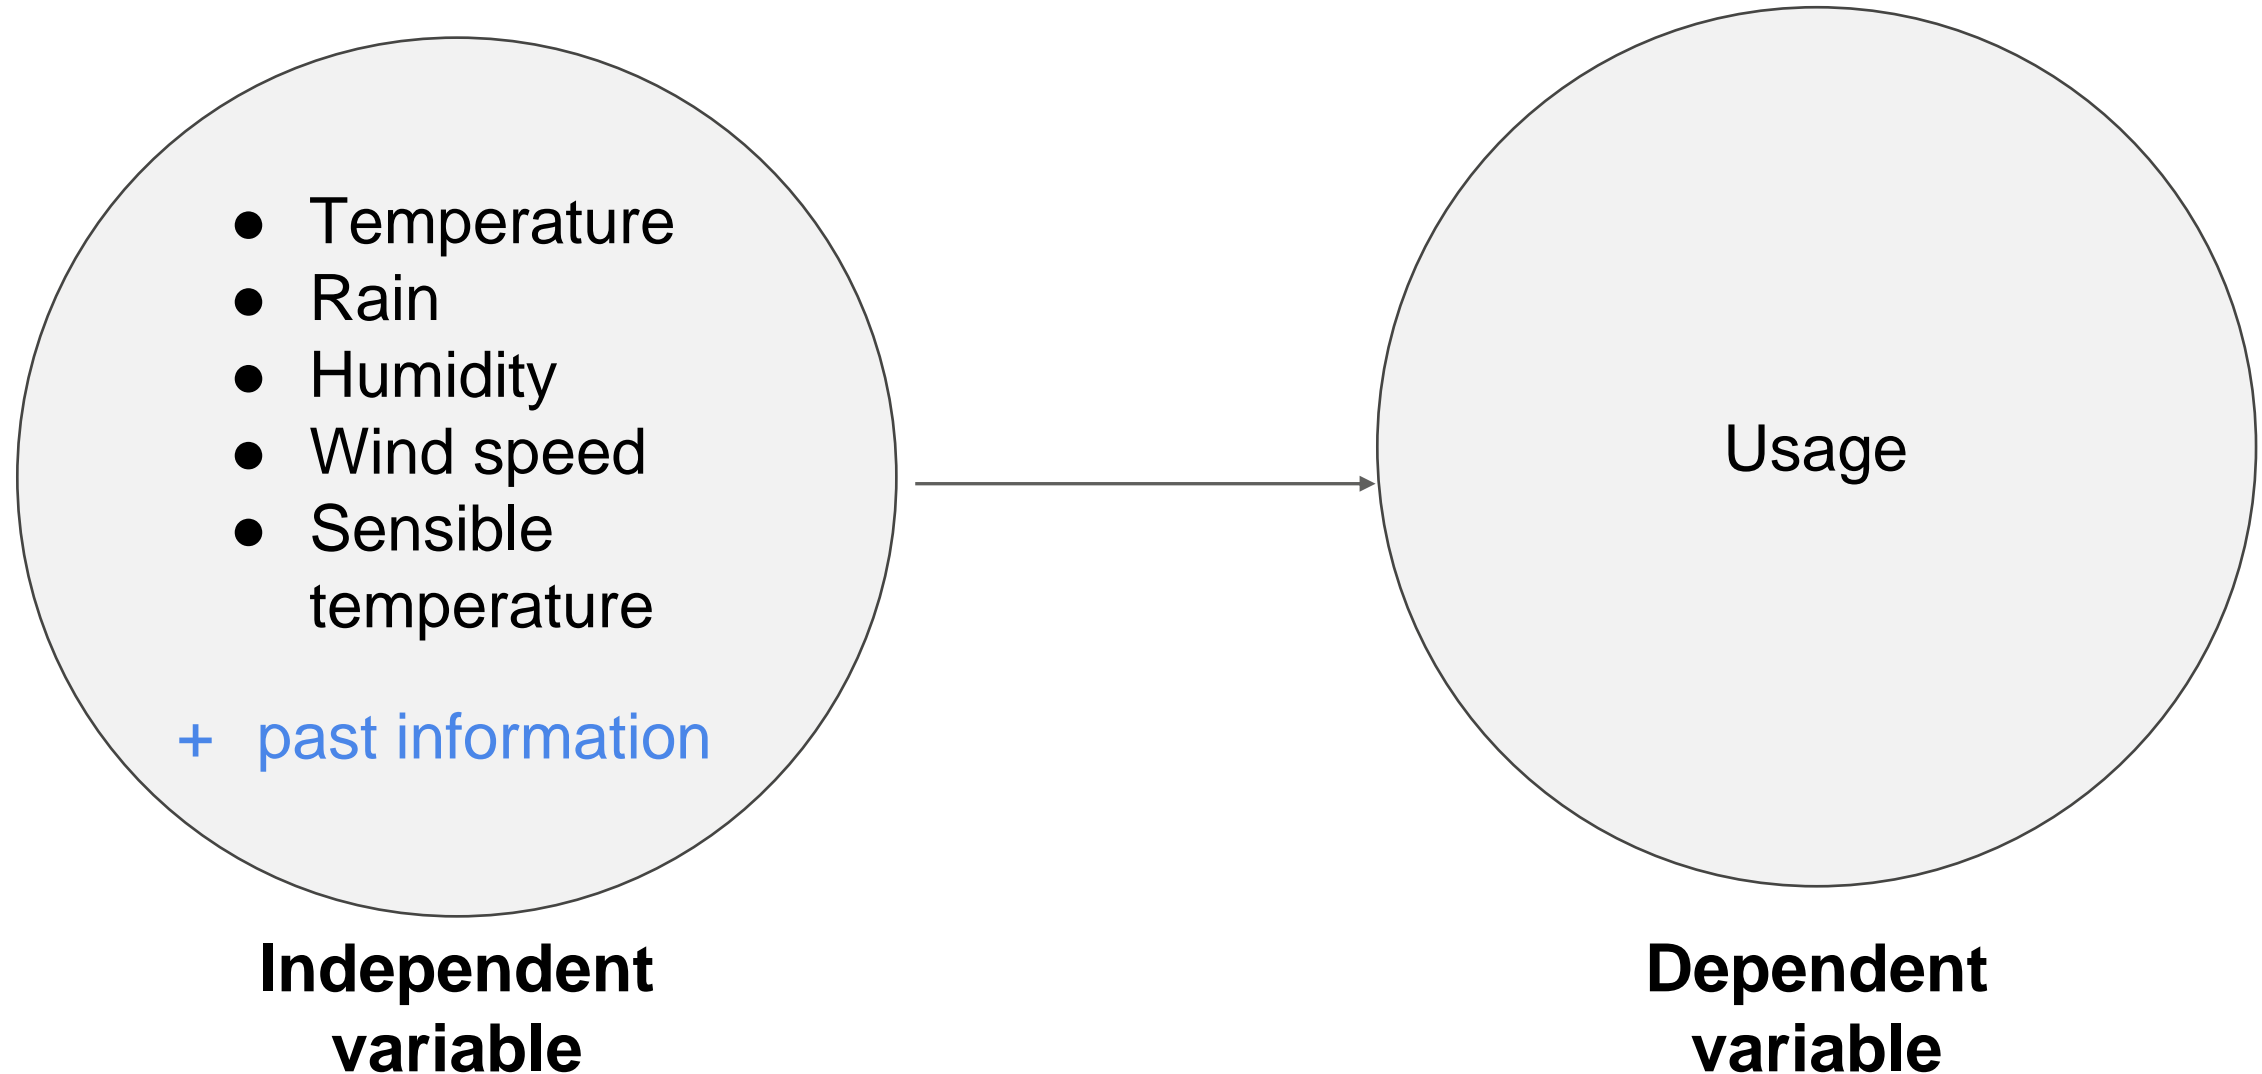 ● Temperature
● Rain
● Humidity
● Wind speed
● Sensible
temperature
+ past information
Independent
variable
Usage
Dependent
variable